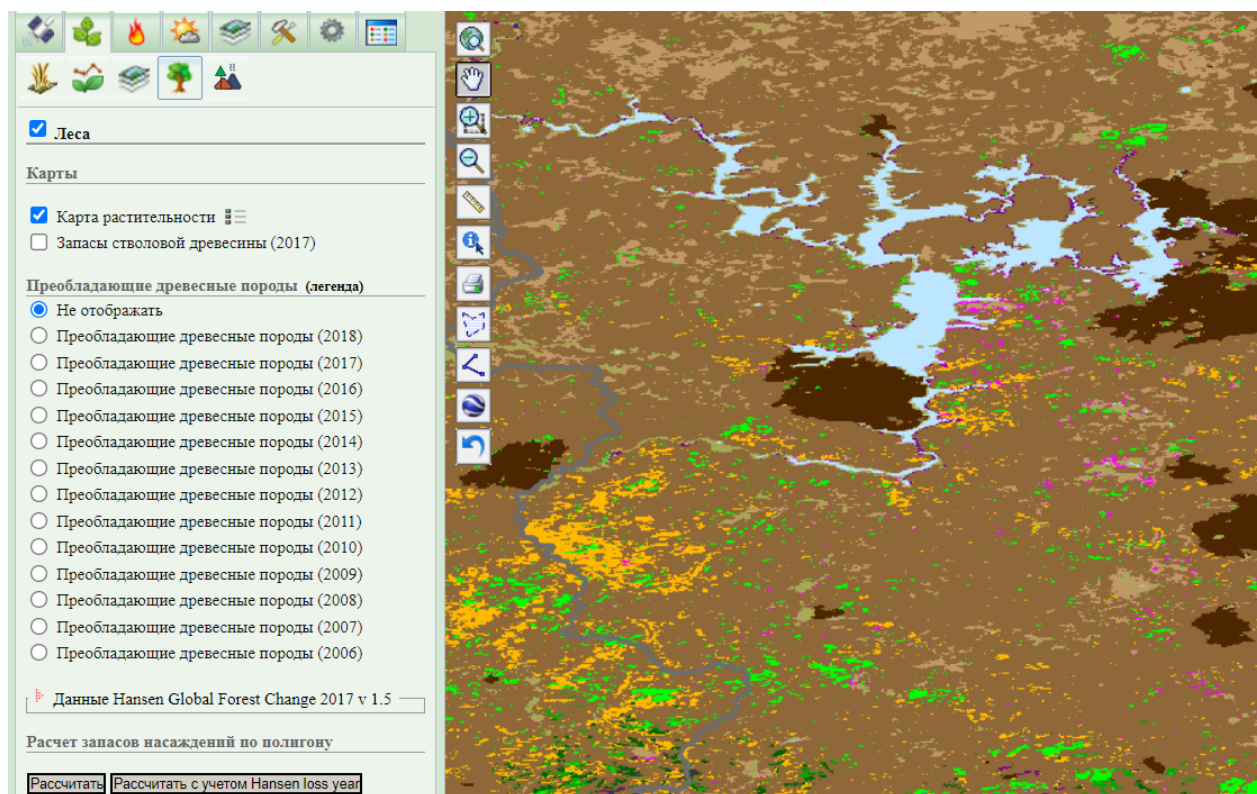 Леса
Карты
Карта растительности
Запасы стволовой древесины (2017)
Преобладающие древесные породы (легенда)
Не отображать
Преобладающие древесные породы (2018)
Преобладающие древесные породы (2017)
Преобладающие древесные породы (2016)
Преобладающие древесные породы (2015)
Преобладающие древесные породы (2014)
Преобладающие древесные породы (2013)
Преобладающие древесные породы (2012)
Преобладающие древесные породы (2011)
Преобладающие древесные породы (2010)
Преобладающие древесные породы (2009)
Преобладающие древесные породы (2008)
Преобладающие древесные породы (2007)
Преобладающие древесные породы (2006)
Данные Hansen Global Forest Change 2017 v 1.5
Расчет запасов насаждений по полигону
Рассчитать Рассчитать с учетом Hansen loss year